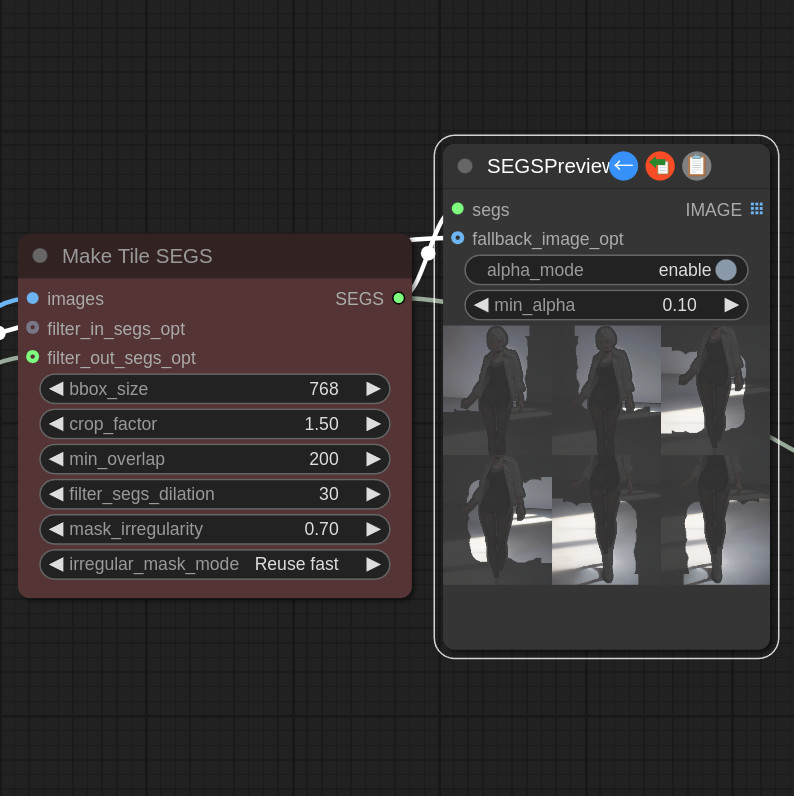 Make Tile SEGS
images
SEGS
filter_in_segs_opt
filter_out_segs_opt
bbox_size 768
crop_factor 1.50
min_overlap 200
filter_segs_dilation 30
mask_irregularity 0.70
irregular_mask_mode Reuse fast
SEGSPreview
segs
IMAGE
fallback_image_opt
alpha_mode enable
min_alpha 0.10